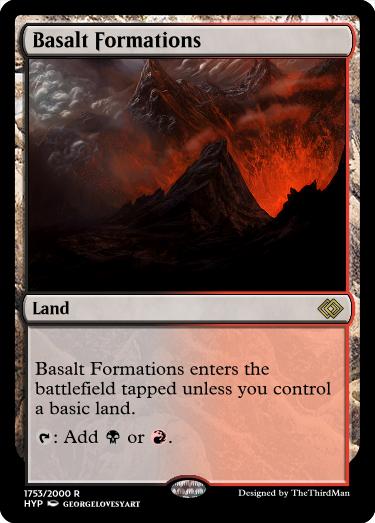 Basalt Formations
Land
Basalt Formations enters the
battlefield tapped unless you control
a basic land.
: Add or .
1753/2000 R
HYP GEORGELOVESYART
Designed by TheThirdMan